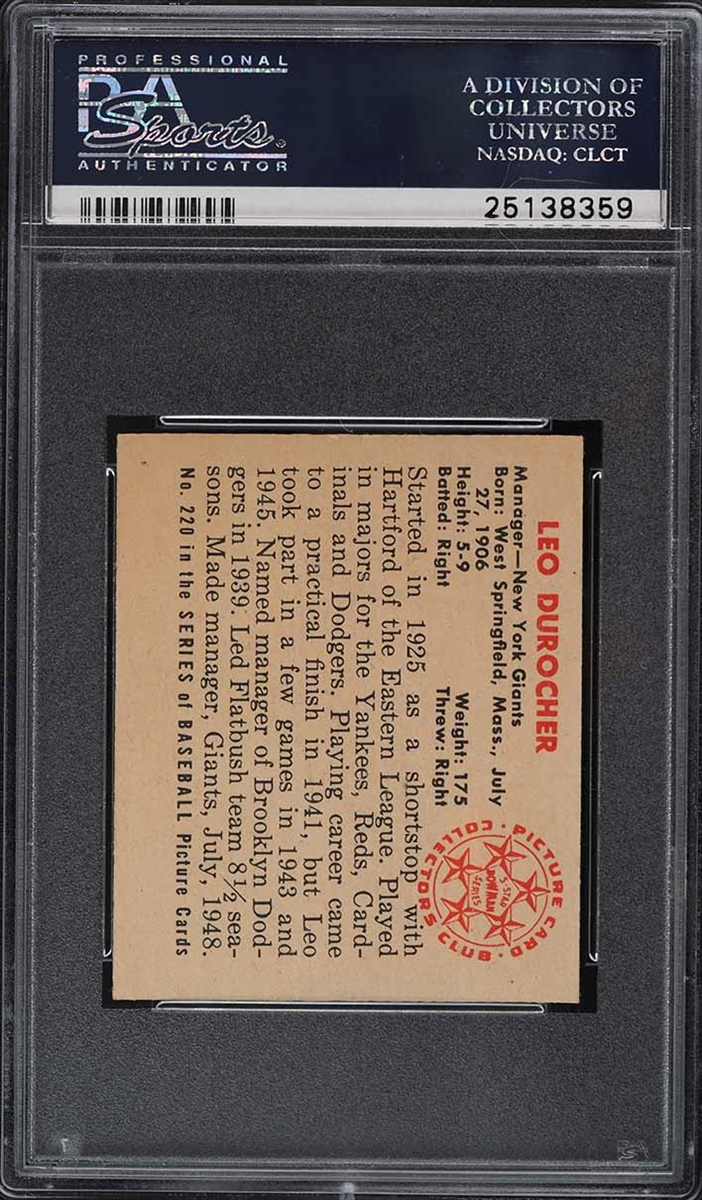 PROFESSIONAL
PSA
Sports
AUTHENTICATOR
A DIVISION OF
COLLECTORS
UNIVERSE
NASDAQ: CLCT
25138359
LEO DUROCHER
Manager—New York Giants
Born: West Springfield, Mass., July
27, 1906
Height: 5-9 Weight: 175
Batted: Right Threw: Right
PICTURE CARD COLLECTORS CLUB
5-STAR
BOWMAN
SERIES
Started in 1925 as a shortstop with
Hartford of the Eastern League. Played
in majors for the Yankees, Reds, Card-
inals and Dodgers. Playing career came
to a practical finish in 1941, but Leo
took part in a few games in 1943 and
1945. Named manager of Brooklyn Dod-
gers in 1939. Led Flatbush team 8½ sea-
sons. Made manager, Giants, July, 1948.
No. 220 in the SERIES of BASEBALL Picture Cards